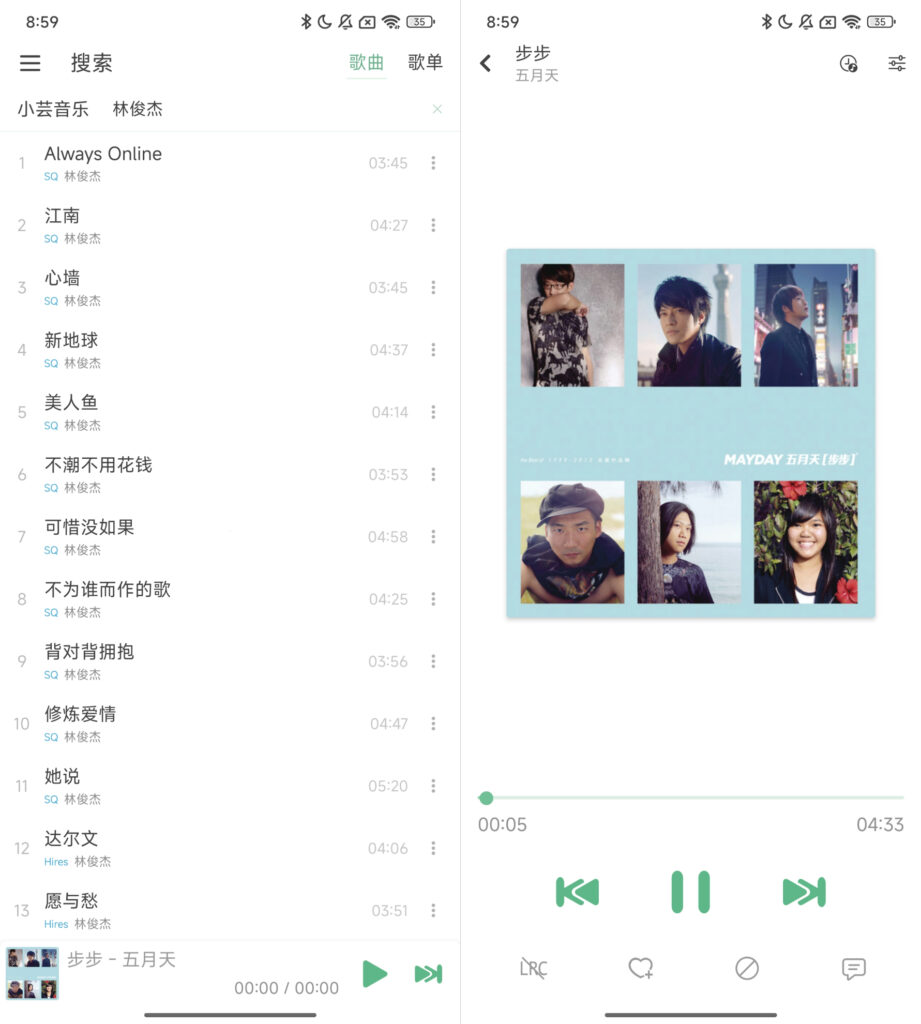 8:59
35
搜索
歌曲
歌单
小芸音乐 林俊杰
1
Always Online
SQ 林俊杰
03:45
2
江南
SQ 林俊杰
04:27
3
心墙
SQ 林俊杰
03:45
4
新地球
SQ 林俊杰
04:37
5
美人鱼
SQ 林俊杰
04:14
6
不潮不用花钱
SQ 林俊杰
03:53
7
可惜没如果
SQ 林俊杰
04:58
8
不为谁而作的歌
SQ 林俊杰
04:25
9
背对背拥抱
SQ 林俊杰
03:56
10
修炼爱情
SQ 林俊杰
04:47
11
她说
SQ 林俊杰
05:20
12
达尔文
Hires 林俊杰
04:06
13
愿与愁
Hires 林俊杰
03:51
步步 - 五月天
00:00 / 00:00
8:59
35
步步
五月天
MAYDAY 五月天[步步]
00:05
04:33
LRC